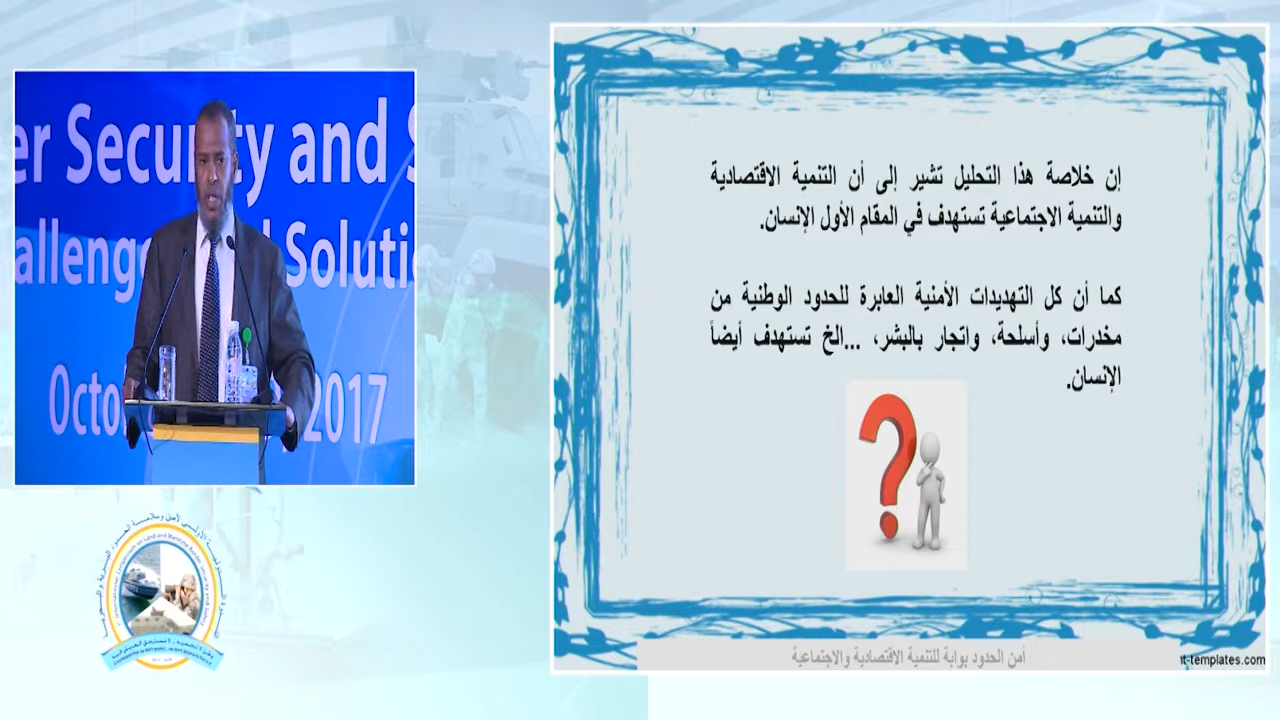 er Security and S
allenge d Soluti
Octo 2017
إن خلاصة هذا التحليل تشير إلى أن التنمية الاقتصادية
والتنمية الاجتماعية تستهدف في المقام الأول الإنسان.
كما أن كل التهديدات الأمنية العابرة للحدود الوطنية من
مخدرات، وأسلحة، واتجار بالبشر، ...الخ تستهدف أيضاً
الإنسان.
أمن الحدود بوابة للتنمية الاقتصادية والاجتماعية
t-templates.com